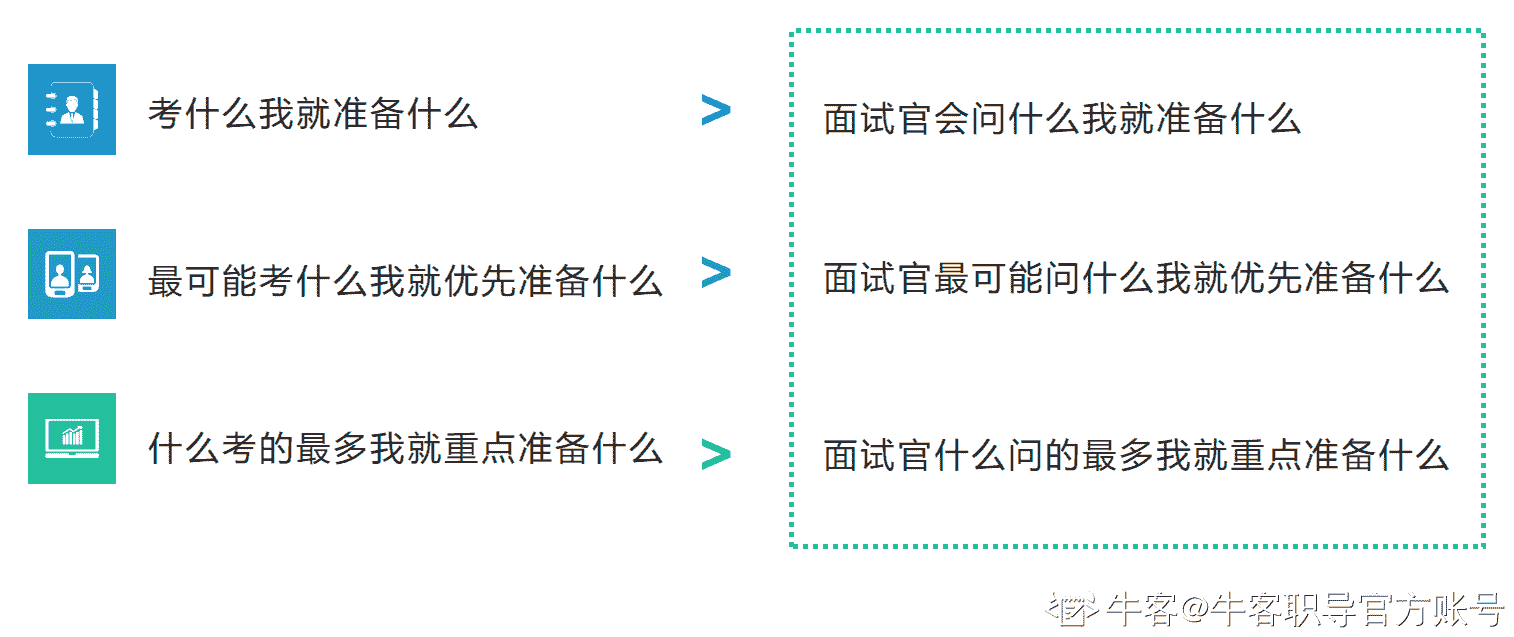 考什么我就准备什么
>
面试官会问什么我就准备什么
最可能考什么我就优先准备什么
>
面试官最可能问什么我就优先准备什么
什么考的最多我就重点准备什么
>
面试官什么问的最多我就重点准备什么
牛客@牛客职导官方账号